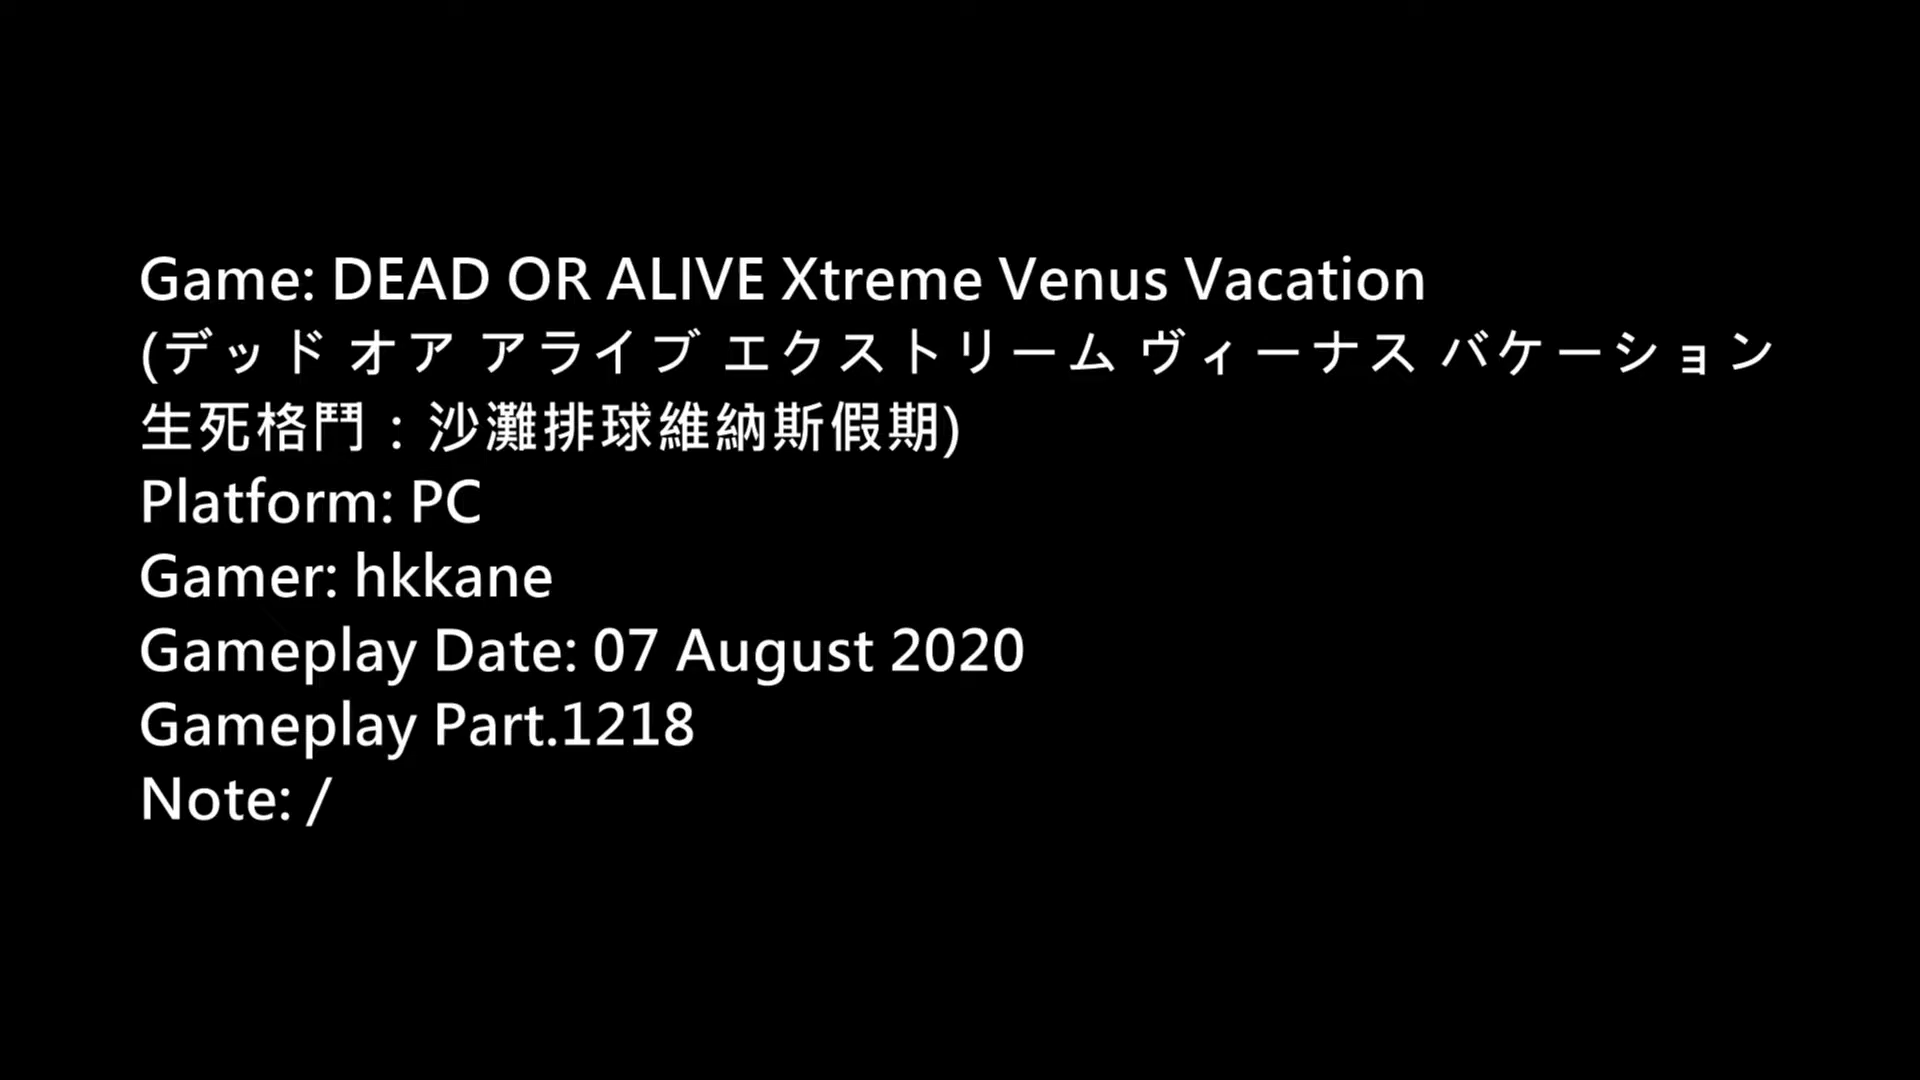 Game: DEAD OR ALIVE Xtreme Venus Vacation
(デッド オア アライブ エクストリーム ヴィーナス バケーション
生死格鬥：沙灘排球維納斯假期)
Platform: PC
Gamer: hkkane
Gameplay Date: 07 August 2020
Gameplay Part.1218
Note: /